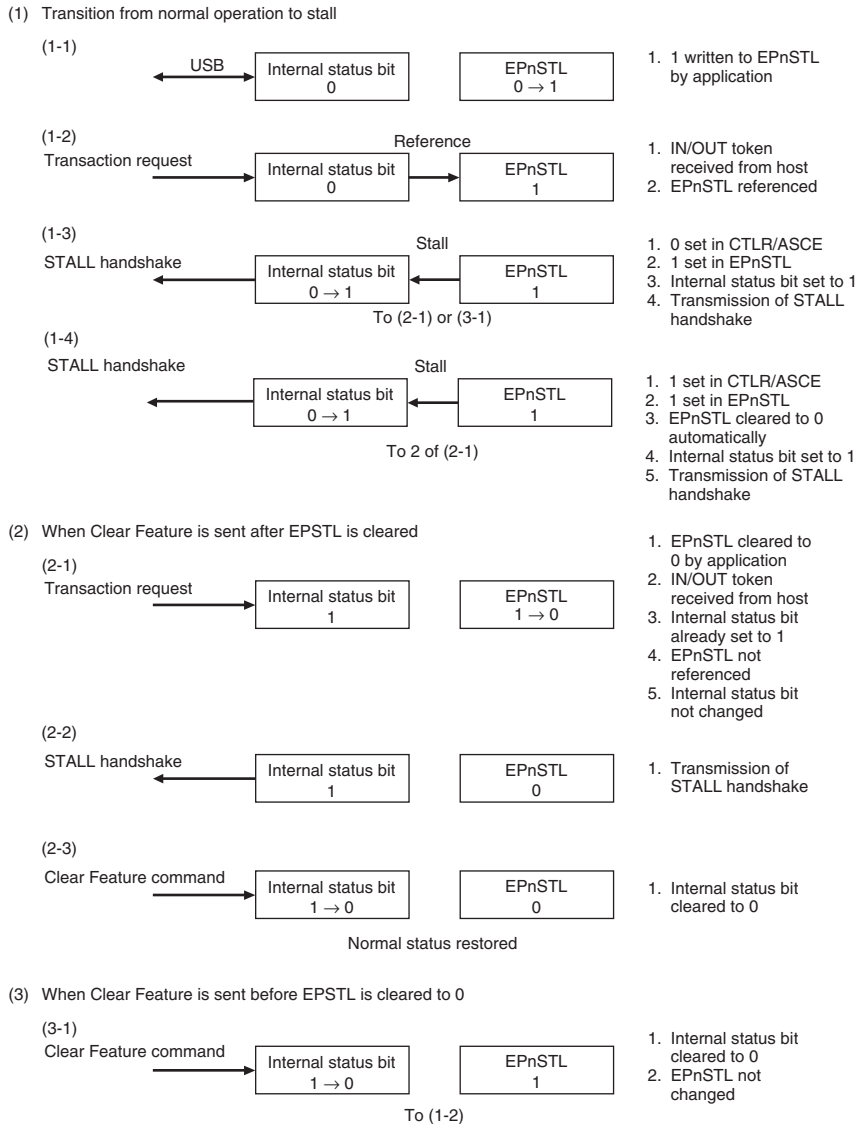 (1) Transition from normal operation to stall
(1-1)
USB
Internal status bit
0
EPnSTL
0 → 1
1. 1 written to EPnSTL
by application
(1-2)
Transaction request
Reference
Internal status bit
0
EPnSTL
1
1. IN/OUT token
received from host
2. EPnSTL referenced
(1-3)
STALL handshake
Stall
Internal status bit
0 → 1
EPnSTL
1
To (2-1) or (3-1)
1. 0 set in CTLR/ASCE
2. 1 set in EPnSTL
3. Internal status bit set to 1
4. Transmission of STALL
handshake
(1-4)
STALL handshake
Stall
Internal status bit
0 → 1
EPnSTL
1
To 2 of (2-1)
1. 1 set in CTLR/ASCE
2. 1 set in EPnSTL
3. EPnSTL cleared to 0
automatically
4. Internal status bit set to 1
5. Transmission of STALL
handshake
(2) When Clear Feature is sent after EPSTL is cleared
(2-1)
Transaction request
Internal status bit
1
EPnSTL
1 → 0
1. EPnSTL cleared to
0 by application
2. IN/OUT token
received from host
3. Internal status bit
already set to 1
4. EPnSTL not
referenced
5. Internal status bit
not changed
(2-2)
STALL handshake
Internal status bit
1
EPnSTL
0
1. Transmission of
STALL handshake
(2-3)
Clear Feature command
Internal status bit
1 → 0
EPnSTL
0
Normal status restored
1. Internal status bit
cleared to 0
(3) When Clear Feature is sent before EPSTL is cleared to 0
(3-1)
Clear Feature command
Internal status bit
1 → 0
EPnSTL
1
To (1-2)
1. Internal status bit
cleared to 0
2. EPnSTL not
changed